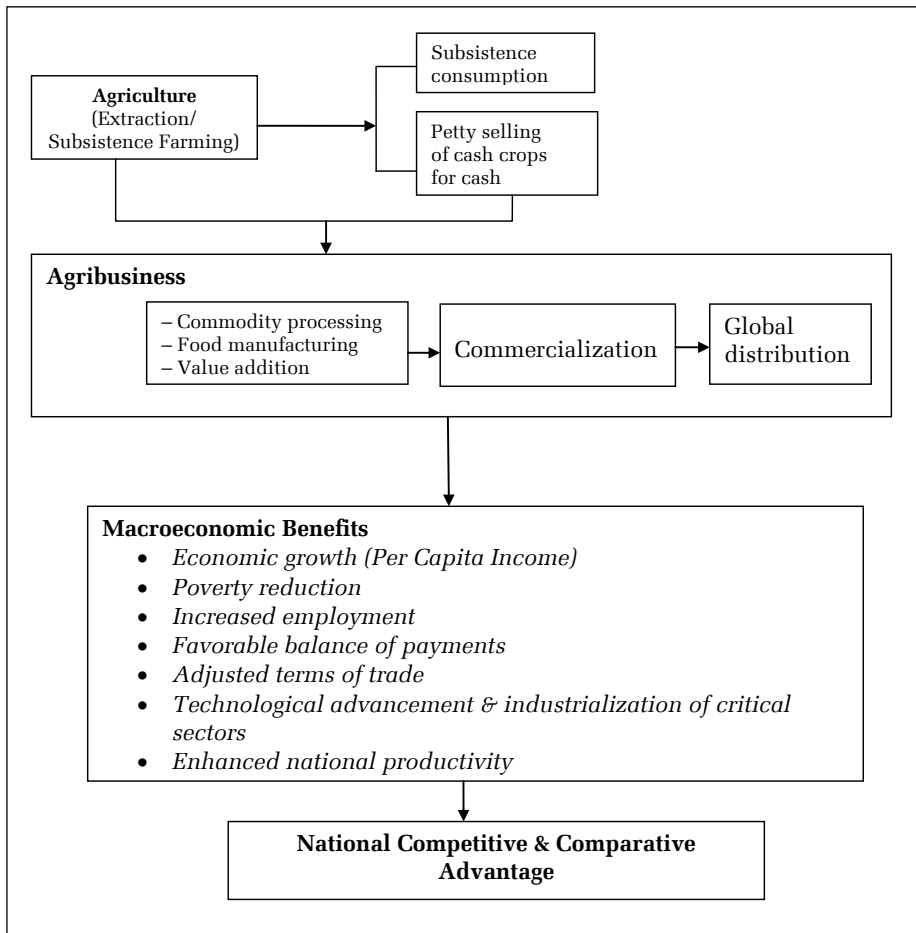 Subsistence
consumption
Agriculture
(Extraction/
Subsistence Farming)
Petty selling
of cash crops
for cash
Agribusiness
– Commodity processing
– Food manufacturing
– Value addition
Commercialization
Global
distribution
Macroeconomic Benefits
• Economic growth (Per Capita Income)
• Poverty reduction
• Increased employment
• Favorable balance of payments
• Adjusted terms of trade
• Technological advancement & industrialization of critical
sectors
• Enhanced national productivity
National Competitive & Comparative
Advantage